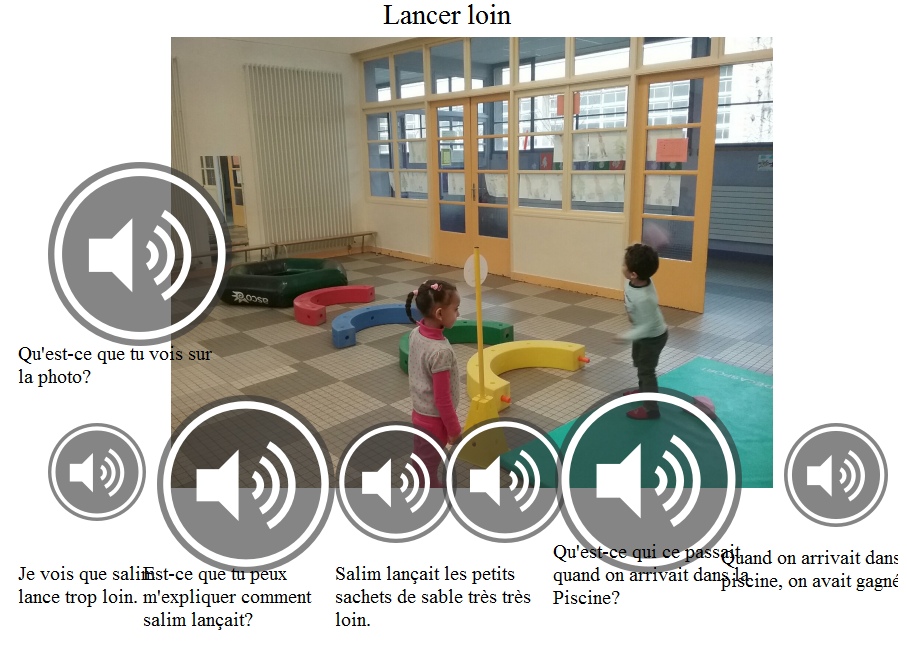 Lancer loin
asco
Qu'est-ce que tu vois sur
la photo?
Je vois que salim
lance trop loin.
Est-ce que tu peux
m'expliquer comment
salim lançait?
Salim lançait les petits
sachets de sable très très
loin.
Qu'est-ce qui ce passait
quand on arrivait dans la
Piscine?
Quand on arrivait dans
piscine, on avait gagné